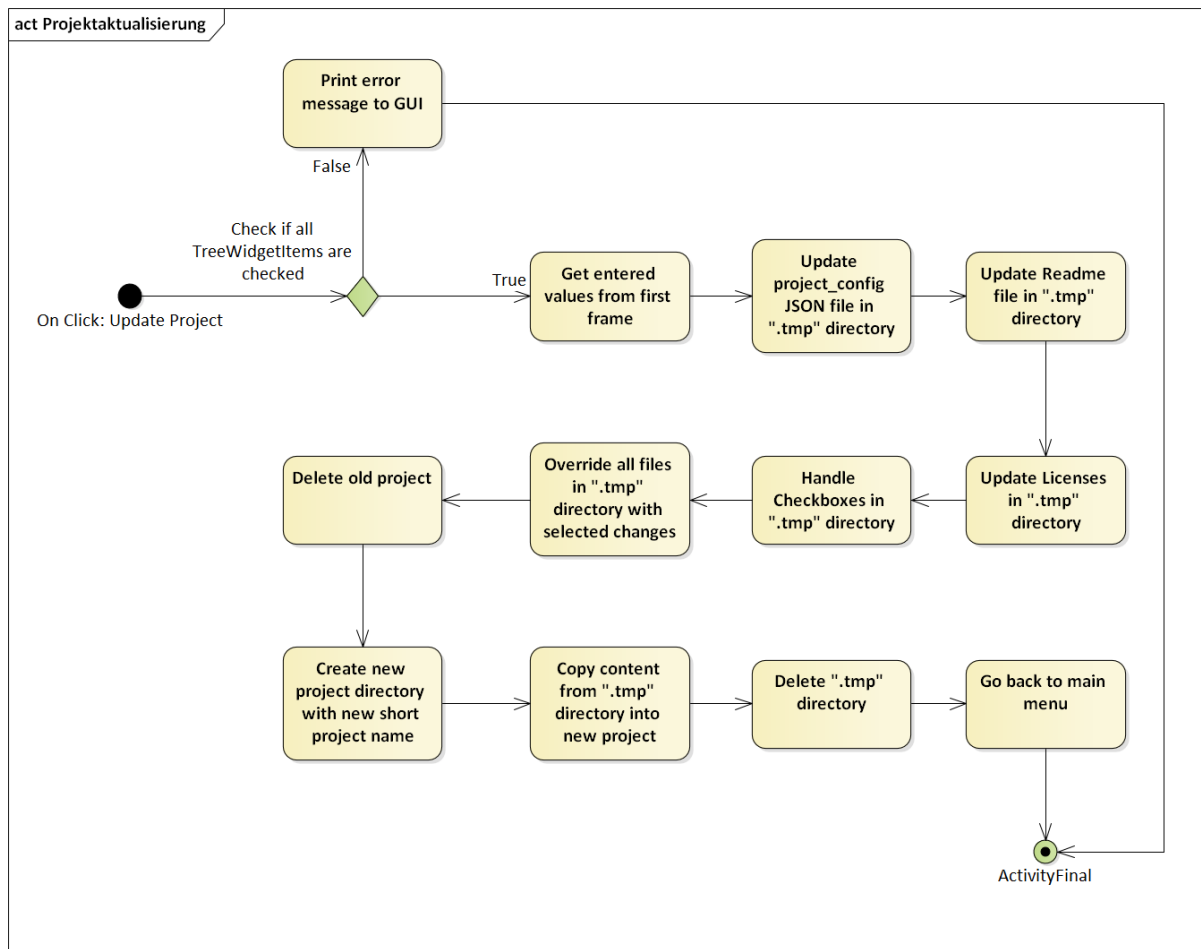 act Projektaktualisierung
Print error
message to GUI
False
Check if all
TreeWidgetItems are
checked
On Click: Update Project
True
Get entered
values from first
frame
Update
project_config
JSON file in
".tmp" directory
Update Readme
file in ".tmp"
directory
Update Licenses
in ".tmp"
directory
Handle
Checkboxes in
".tmp" directory
Override all files
in ".tmp"
directory with
selected changes
Delete old project
Create new
project directory
with new short
project name
Copy content
from ".tmp"
directory into
new project
Delete ".tmp"
directory
Go back to main
menu
ActivityFinal